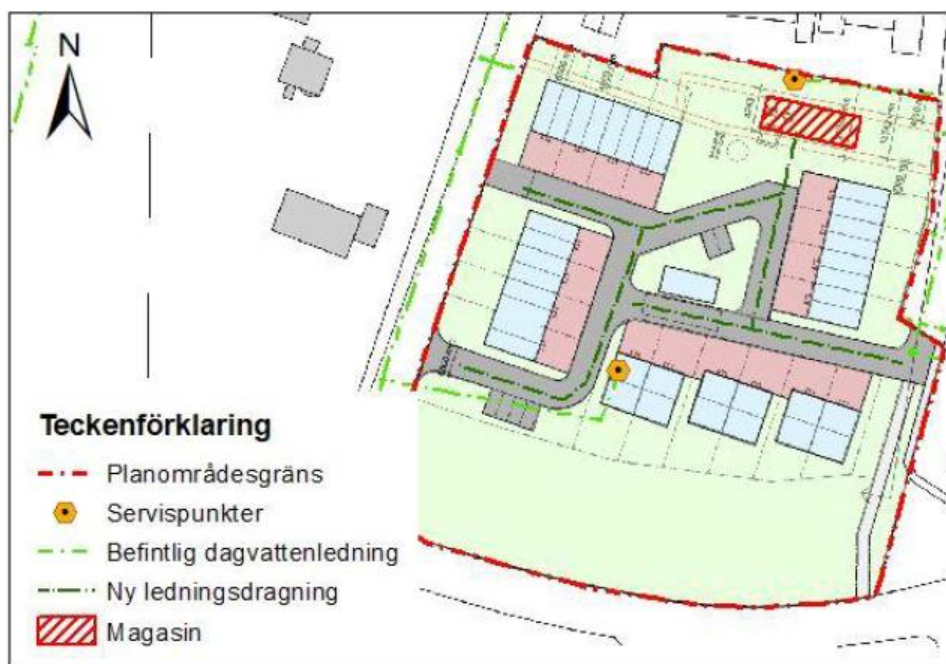 N
Teckenförklaring
Planområdesgräns
Servispunkter
Befintlig dagvattenledning
Ny ledningsdragning
Magasin